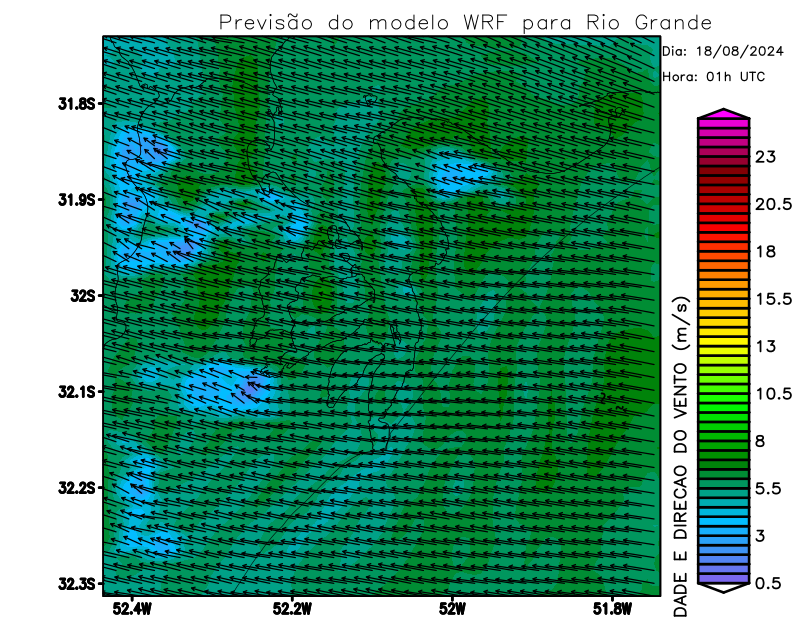 Previsão do modelo WRF para Rio Grande
Dia: 18/08/2024
Hora: 01h UTC
31.8S
31.9S
32S
32.1S
32.2S
32.3S
52.4W
52.2W
52W
51.8W
23
20.5
18
15.5
13
10.5
8
5.5
3
0.5
DADE E DIRECAO DO VENTO (m/s)